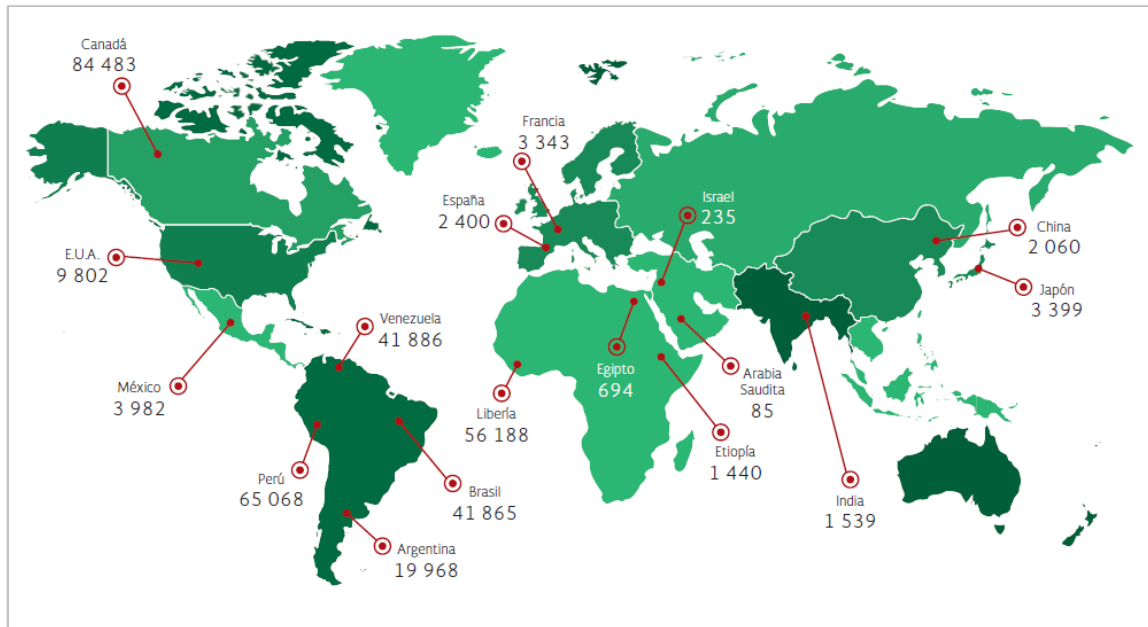 Canadá
84 483
Francia
3 343
España
2 400
Israel
235
China
2 060
E.U.A.
9 802
Japón
3 399
Venezuela
41 886
México
3 982
Egipto
694
Arabia
Saudita
85
Liberia
56 188
Etiopía
1 440
Perú
65 068
Brasil
41 865
India
1 539
Argentina
19 968